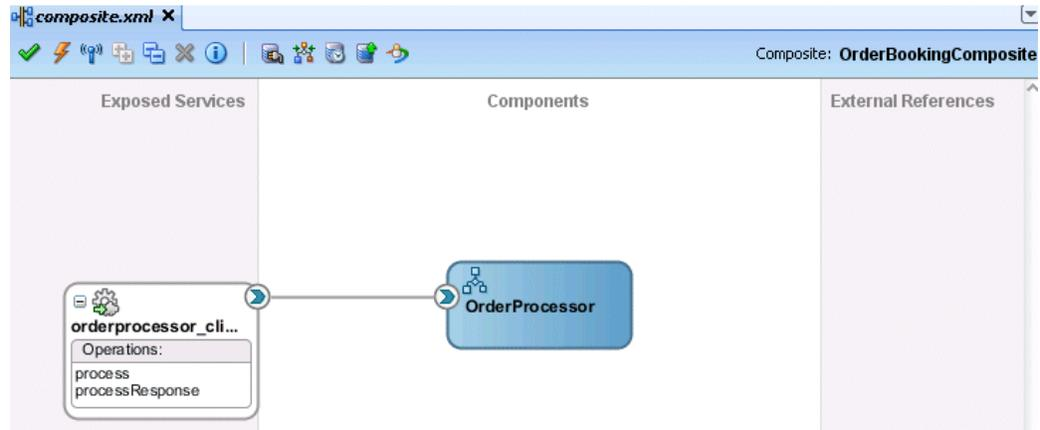 composite.xml
Composite: OrderBookingComposite
Exposed Services
Components
External References
OrderProcessor
orderprocessor_cli...
Operations:
process
processResponse